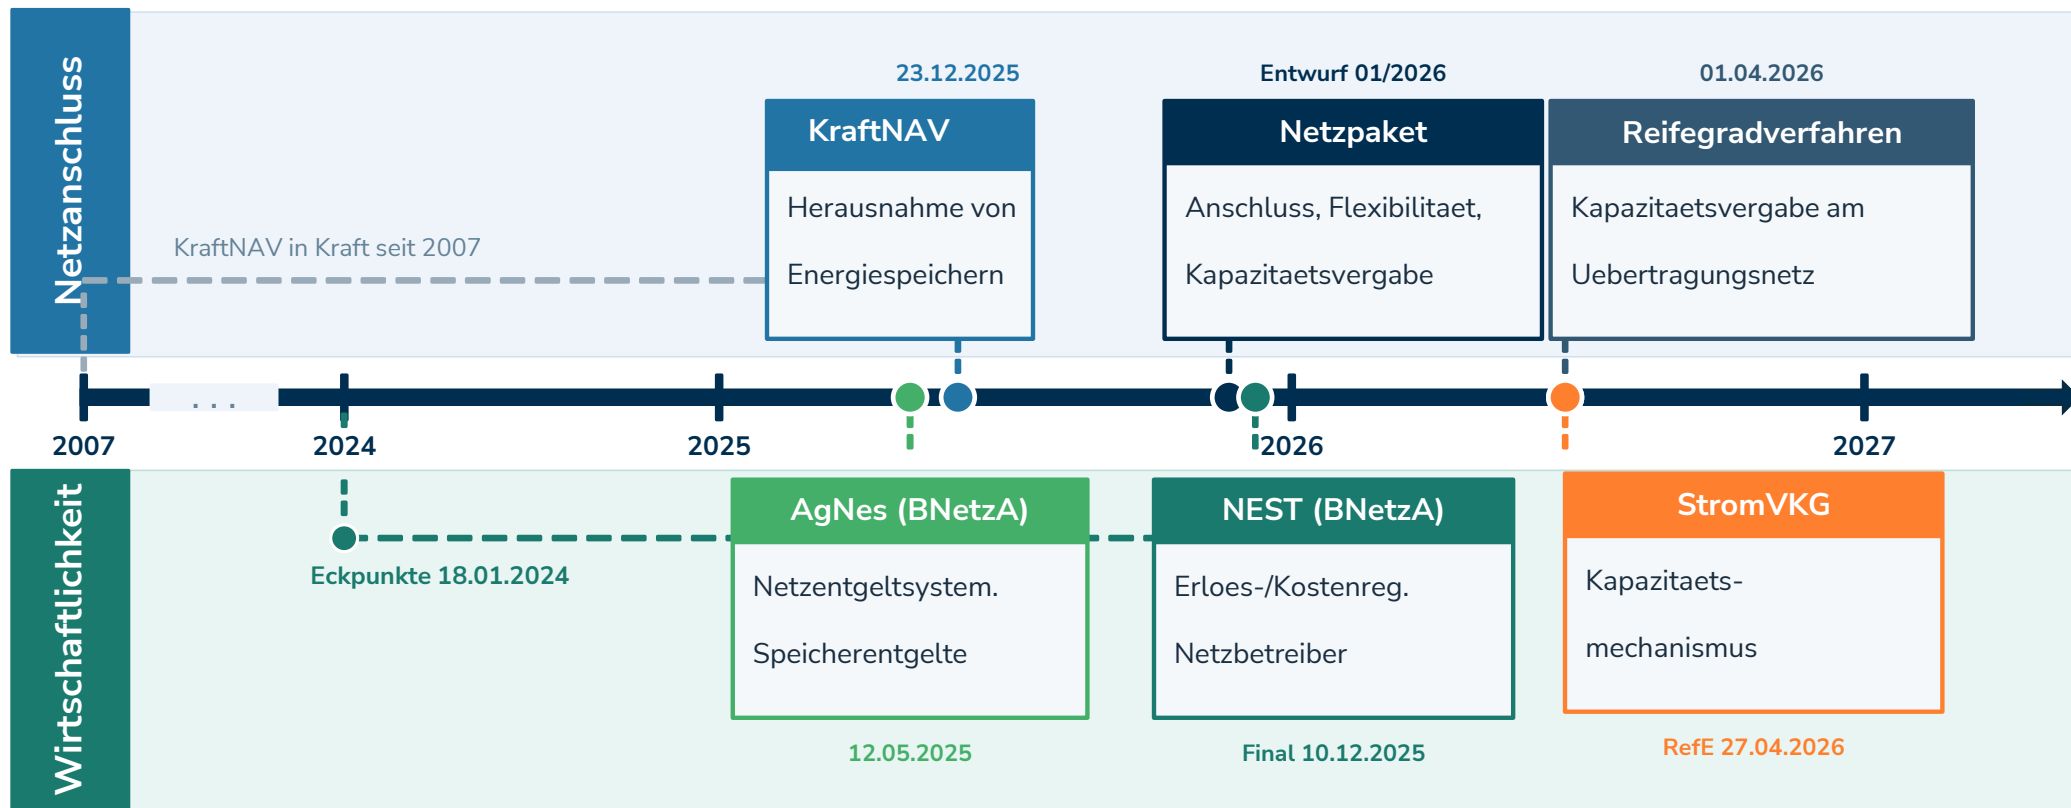 Netzanschluss
23.12.2025
Entwurf 01/2026
01.04.2026
KraftNAV
Herausnahme von
Energiespeichern
Netzpaket
Anschluss, Flexibilitaet,
Kapazitaetsvergabe
Reifegradverfahren
Kapazitaetsvergabe am
Uebertragungsnetz
KraftNAV in Kraft seit 2007
. . .
2007
2024
2025
2026
2027
Wirtschaftlichkeit
Eckpunkte 18.01.2024
AgNes (BNetzA)
Netzentgeltsystem.
Speicherentgelte
12.05.2025
NEST (BNetzA)
Erloes-/Kostenreg.
Netzbetreiber
Final 10.12.2025
StromVKG
Kapazitaets-
mechanismus
RefE 27.04.2026